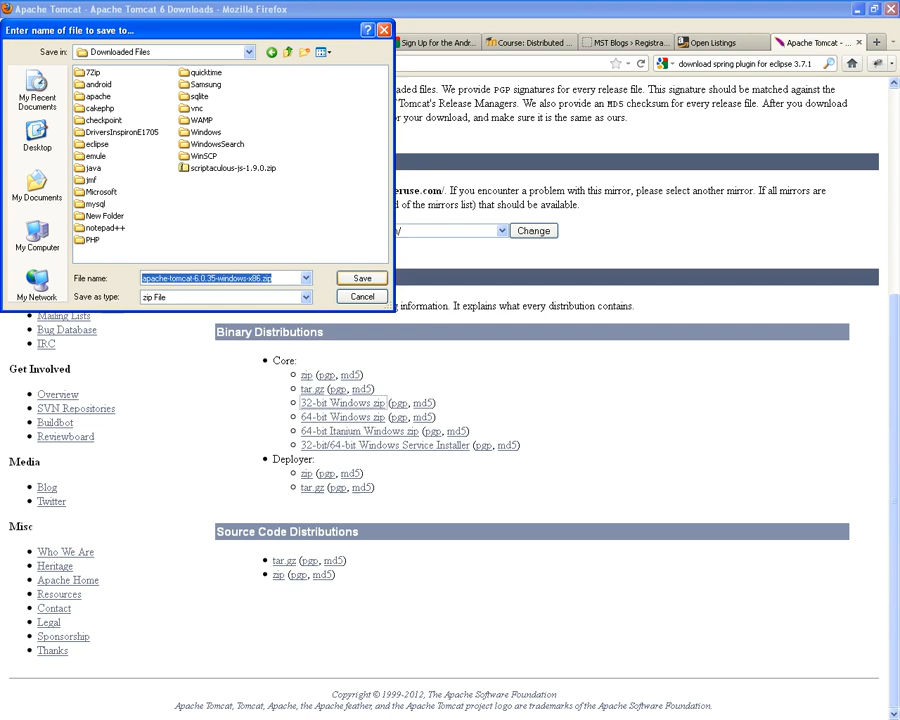 Apache Tomcat - Apache Tomcat 6 Downloads - Mozilla Firefox
Enter name of file to save to...
Save in: Downloaded Files
My Recent Documents
Desktop
My Documents
My Computer
My Network
7Zip
android
apache
cakephp
checkpoint
DriversInspironE1705
eclipse
emule
java
jmf
Microsoft
mysql
New Folder
notepad++
PHP
quicktime
Samsung
sqlite
vnc
WAMP
Windows
WindowsSearch
WinSCP
scriptaculous-js-1.9.0.zip
File name: apache-tomcat-6.0.35-windows-x86.zip Save
Save as type: zip File Cancel
Sign Up for the Andr... Course: Distributed ... MST Blogs › Registra... Open Listings Apache Tomcat - ...
download spring plugin for eclipse 3.7.1
aded files. We provide PGP signatures for every release file. This signature should be matched against the
f Tomcat's Release Managers. We also provide an MD5 checksum for every release file. After you download
or your download, and make sure it is the same as ours.
eruse.com/. If you encounter a problem with this mirror, please select another mirror. If all mirrors are
d of the mirrors list) that should be available.
/ Change
g information. It explains what every distribution contains.
Mailing Lists
Bug Database
IRC
Get Involved
Overview
SVN Repositories
Buildbot
Reviewboard
Media
Blog
Twitter
Misc
Who We Are
Heritage
Apache Home
Resources
Contact
Legal
Sponsorship
Thanks
Binary Distributions
Core:
zip (pgp, md5)
tar.gz (pgp, md5)
32-bit Windows zip (pgp, md5)
64-bit Windows zip (pgp, md5)
64-bit Itanium Windows zip (pgp, md5)
32-bit/64-bit Windows Service Installer (pgp, md5)
Deployer:
zip (pgp, md5)
tar.gz (pgp, md5)
Source Code Distributions
tar.gz (pgp, md5)
zip (pgp, md5)
Copyright © 1999-2012, The Apache Software Foundation
Apache Tomcat, Tomcat, Apache, the Apache feather, and the Apache Tomcat project logo are trademarks of the Apache Software Foundation.